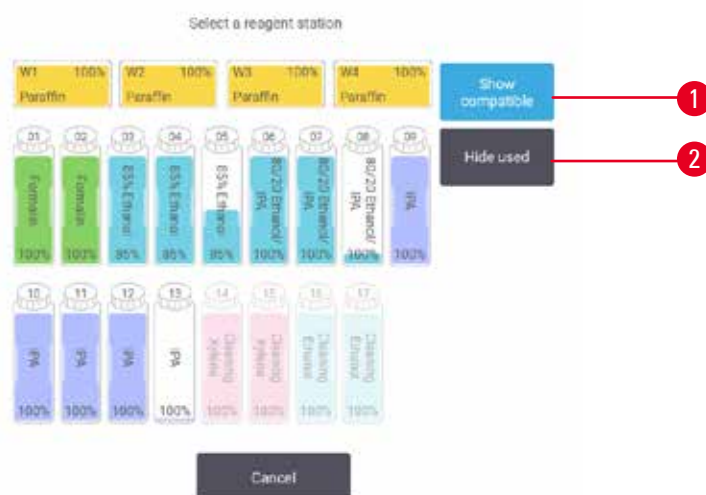 Select a reagent station
W1 100% W2 100% W3 100% W4 100%
Paraffin Paraffin Paraffin Paraffin
Show
compatible
1
01 02 03 04 05 06 07 08 09
Hide used
2
Formalin
Formalin
85% Ethanol
85% Ethanol
85% Ethanol
80/20 Ethanol/
IPA
80/20 Ethanol/
IPA
80/20 Ethanol/
IPA
IPA
100% 100% 85% 85% 85% 100% 100% 100% 100%
10 11 12 13 14 15 16 17
IPA
IPA
IPA
IPA
Cleaning
Xylene
Cleaning
Xylene
Cleaning
Ethanol
Cleaning
Ethanol
100% 100% 100% 100% 100% 100% 100% 100%
Cancel